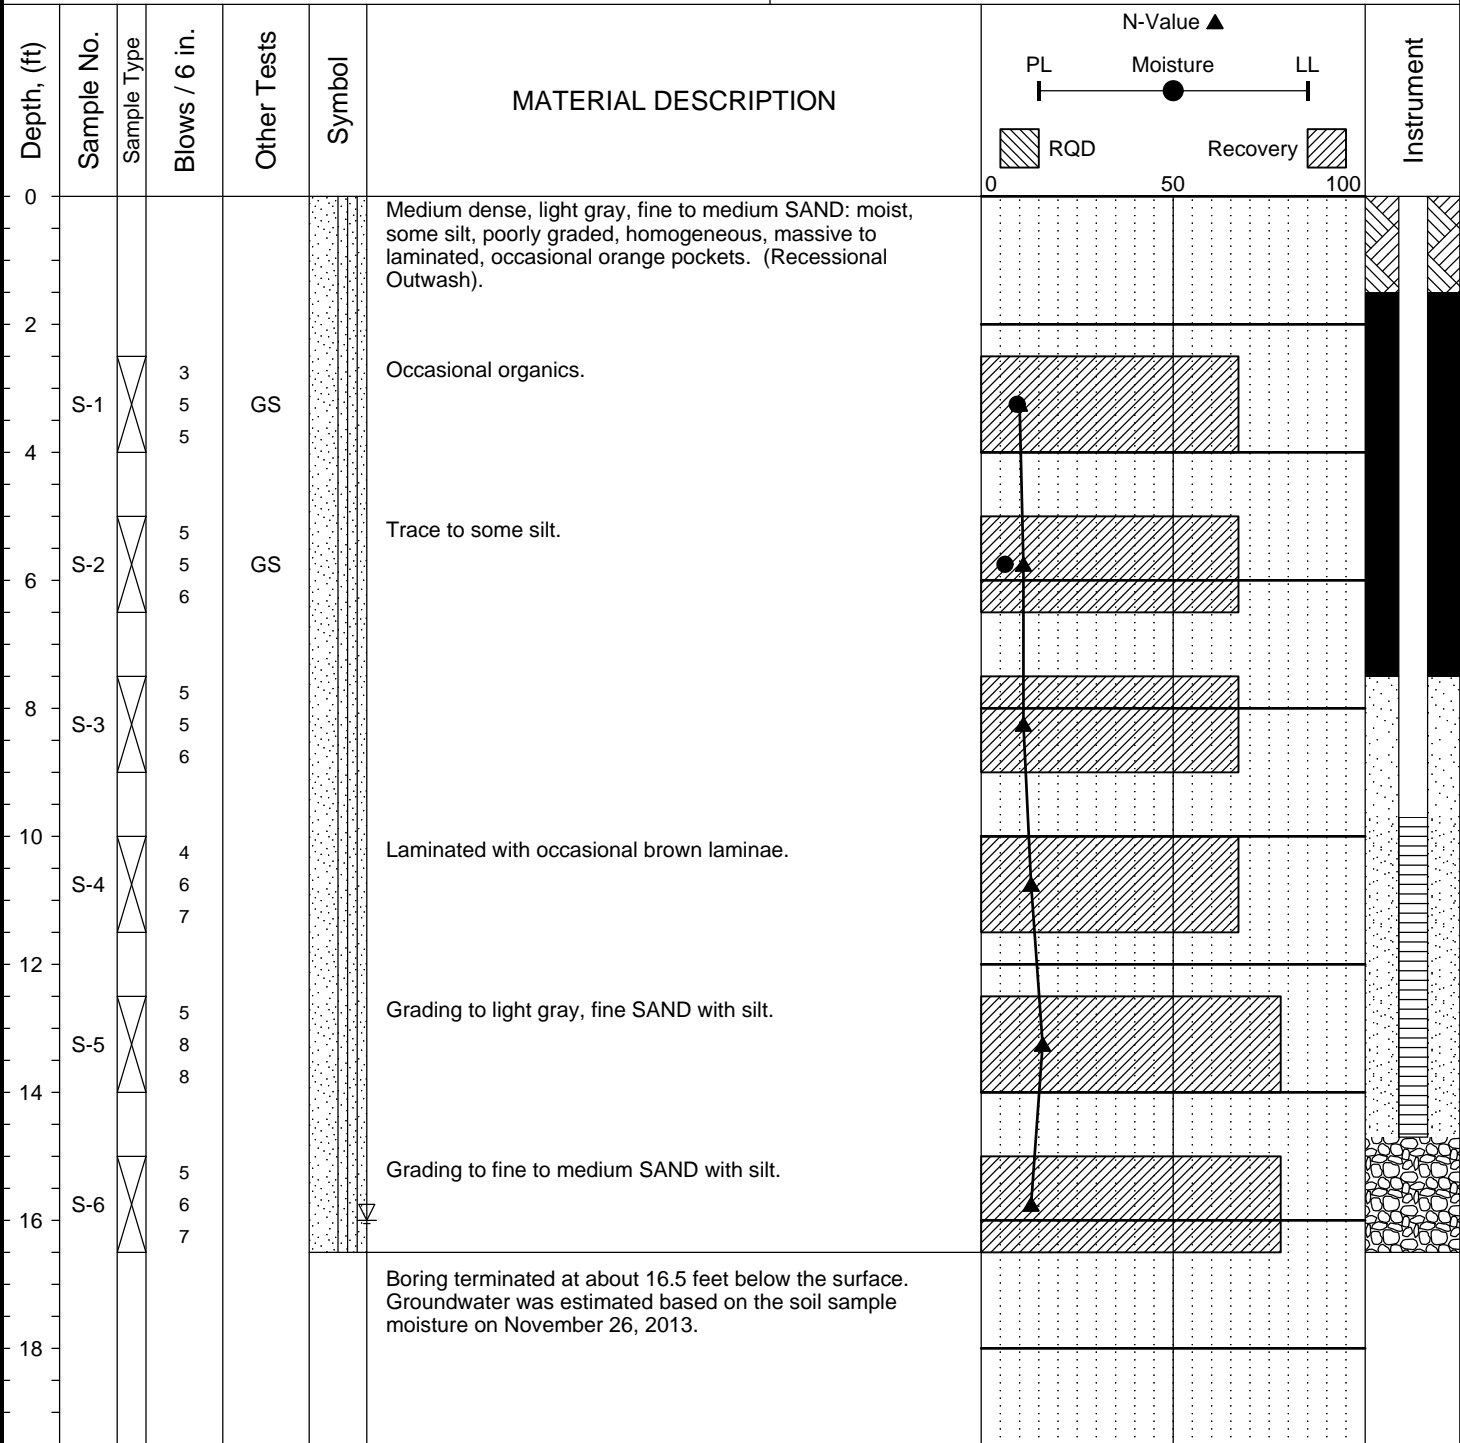 Depth, (ft)
Sample No.
Sample Type
Blows / 6 in.
Other Tests
Symbol
MATERIAL DESCRIPTION
N-Value ▲
PL Moisture LL
RQD Recovery
0 50 100
Instrument
0
Medium dense, light gray, fine to medium SAND: moist,
some silt, poorly graded, homogeneous, massive to
laminated, occasional orange pockets. (Recessional
Outwash).
2
S-1
3
5
5
GS
Occasional organics.
4
S-2
5
5
6
GS
Trace to some silt.
6
S-3
5
5
6
8
10
S-4
4
6
7
Laminated with occasional brown laminae.
12
S-5
5
8
8
Grading to light gray, fine SAND with silt.
14
S-6
5
6
7
Grading to fine to medium SAND with silt.
16
Boring terminated at about 16.5 feet below the surface.
Groundwater was estimated based on the soil sample
moisture on November 26, 2013.
18